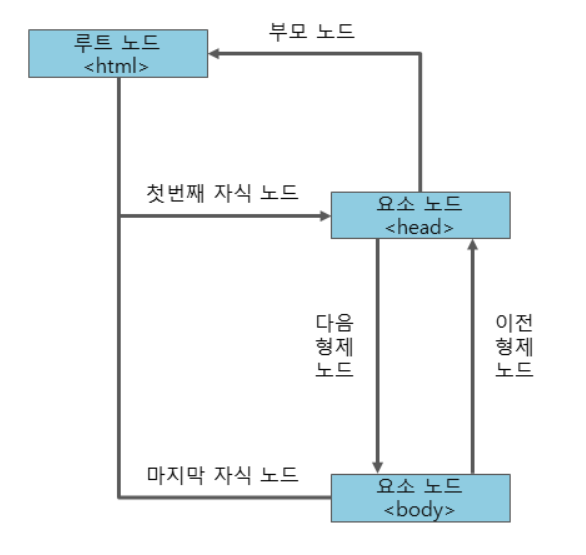 부모 노드
루트 노드
<html>
첫번째 자식 노드
요소 노드
<head>
다음
형제
노드
이전
형제
노드
마지막 자식 노드
요소 노드
<body>